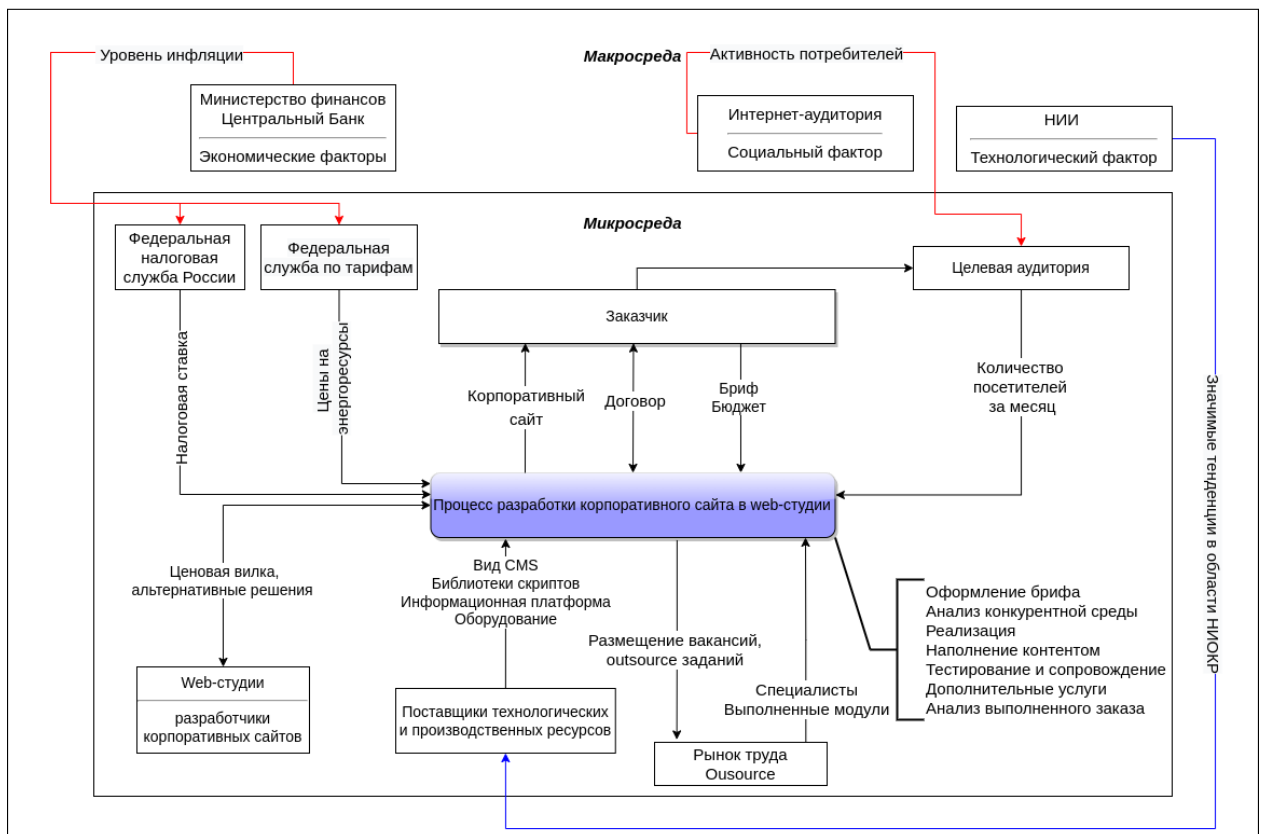 Уровень инфляции
Макросреда
Активность потребителей
Министерство финансов
Центральный Банк
Экономические факторы
Интернет-аудитория
Социальный фактор
НИИ
Технологический фактор
Микросреда
Федеральная
налоговая
служба России
Федеральная
служба по тарифам
Целевая аудитория
Заказчик
Налоговая ставка
Цены на
энергоресурсы
Корпоративный
сайт
Договор
Бриф
Бюджет
Количество
посетителей
за месяц
Значимые тенденции в области НИОКР
Процесс разработки корпоративного сайта в web-студии
Ценовая вилка,
альтернативные решения
Вид CMS
Библиотеки скриптов
Информационная платформа
Оборудование
Размещение вакансий,
outsource заданий
Специалисты
Выполненные модули
Оформление брифа
Анализ конкурентной среды
Реализация
Наполнение контентом
Тестирование и сопровождение
Дополнительные услуги
Анализ выполненного заказа
Web-студии
разработчики
корпоративных сайтов
Поставщики технологических
и производственных ресурсов
Рынок труда
Ousource